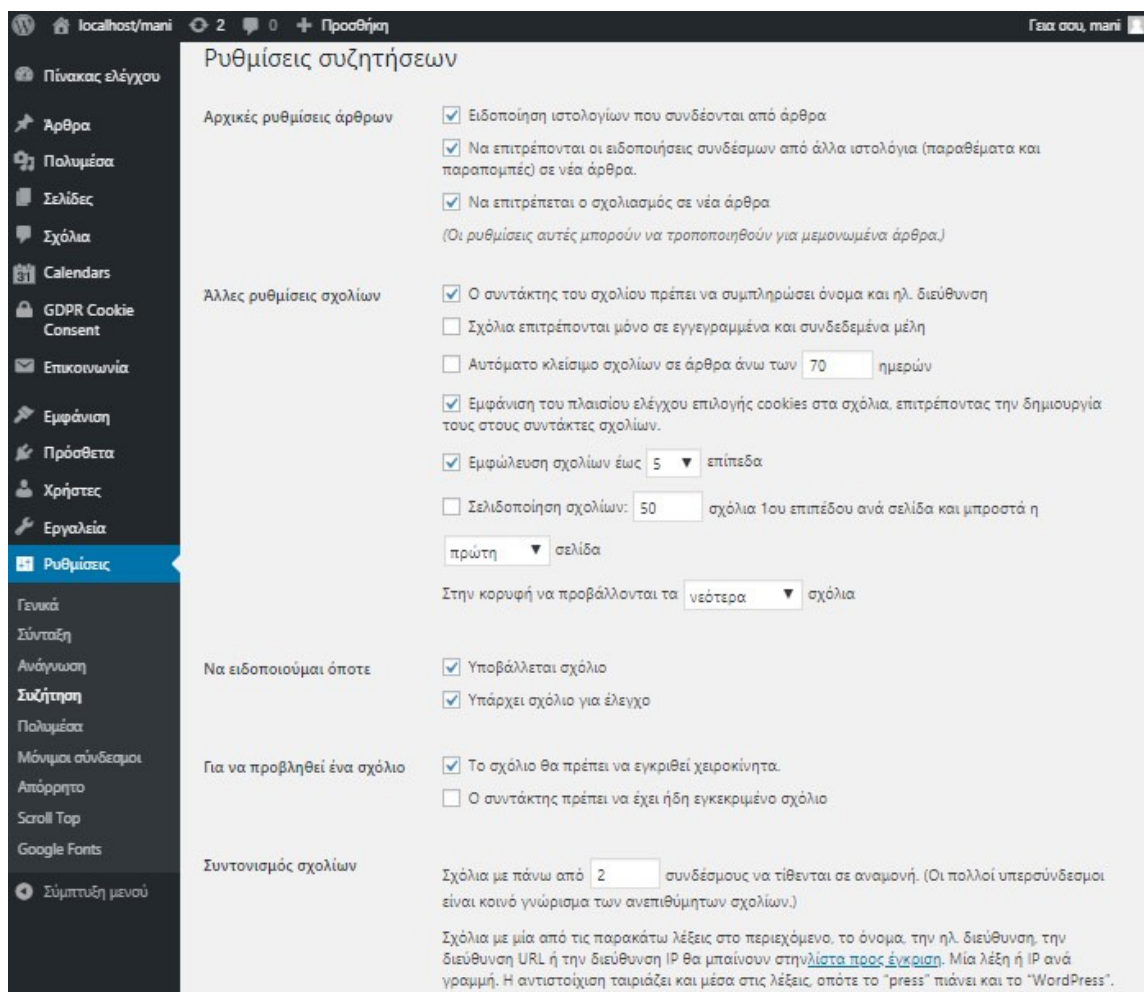 localhost/mani 2 0 Προσθήκη Γεια σου, mani
Πίνακας ελέγχου
Άρθρα
Πολυμέσα
Σελίδες
Σχόλια
31 Calendars
GDPR Cookie
Consent
Επικοινωνία
Εμφάνιση
Πρόσθετα
Χρήστες
Εργαλεία
Ρυθμίσεις
Γενικά
Σύνταξη
Ανάγνωση
Συζήτηση
Πολυμέσα
Μόνιμοι σύνδεσμοι
Απόρρητο
Scroll Top
Google Fonts
Σύμπτυξη μενού
Ρυθμίσεις συζητήσεων
Αρχικές ρυθμίσεις άρθρων
Ειδοποίηση ιστολογίων που συνδέονται από άρθρα
Να επιτρέπονται οι ειδοποιήσεις συνδέσμων από άλλα ιστολόγια (παραθέματα και
παραπομπές) σε νέα άρθρα.
Να επιτρέπεται ο σχολιασμός σε νέα άρθρα
(Οι ρυθμίσεις αυτές μπορούν να τροποποιηθούν για μεμονωμένα άρθρα.)
Άλλες ρυθμίσεις σχολίων
Ο συντάκτης του σχολίου πρέπει να συμπληρώσει όνομα και ηλ. διεύθυνση
Σχόλια επιτρέπονται μόνο σε εγγεγραμμένα και συνδεδεμένα μέλη
Αυτόματο κλείσιμο σχολίων σε άρθρα άνω των 70 ημερών
Εμφάνιση του πλαισίου ελέγχου επιλογής cookies στα σχόλια, επιτρέποντας την δημιουργία
τους στους συντάκτες σχολίων.
Εμφώλευση σχολίων έως 5 επίπεδα
Σελιδοποίηση σχολίων: 50 σχόλια 1ου επιπέδου ανά σελίδα και μπροστά η
πρώτη σελίδα
Στην κορυφή να προβάλλονται τα νεότερα σχόλια
Να ειδοποιούμαι όποτε
Υποβάλλεται σχόλιο
Υπάρχει σχόλιο για έλεγχο
Για να προβληθεί ένα σχόλιο
Το σχόλιο θα πρέπει να εγκριθεί χειροκίνητα.
Ο συντάκτης πρέπει να έχει ήδη εγκεκριμένο σχόλιο
Συντονισμός σχολίων
Σχόλια με πάνω από 2 συνδέσμους να τίθενται σε αναμονή. (Οι πολλοί υπερσύνδεσμοι
είναι κοινό γνώρισμα των ανεπιθύμητων σχολίων.)
Σχόλια με μία από τις παρακάτω λέξεις στο περιεχόμενο, το όνομα, την ηλ. διεύθυνση, την
διεύθυνση URL ή την διεύθυνση IP θα μπαίνουν στηνλίστα προς έγκριση. Μία λέξη ή IP ανά
γραμμή. Η αντιστοίχιση ταιριάζει και μέσα στις λέξεις, οπότε το "press" πιάνει και το "WordPress".